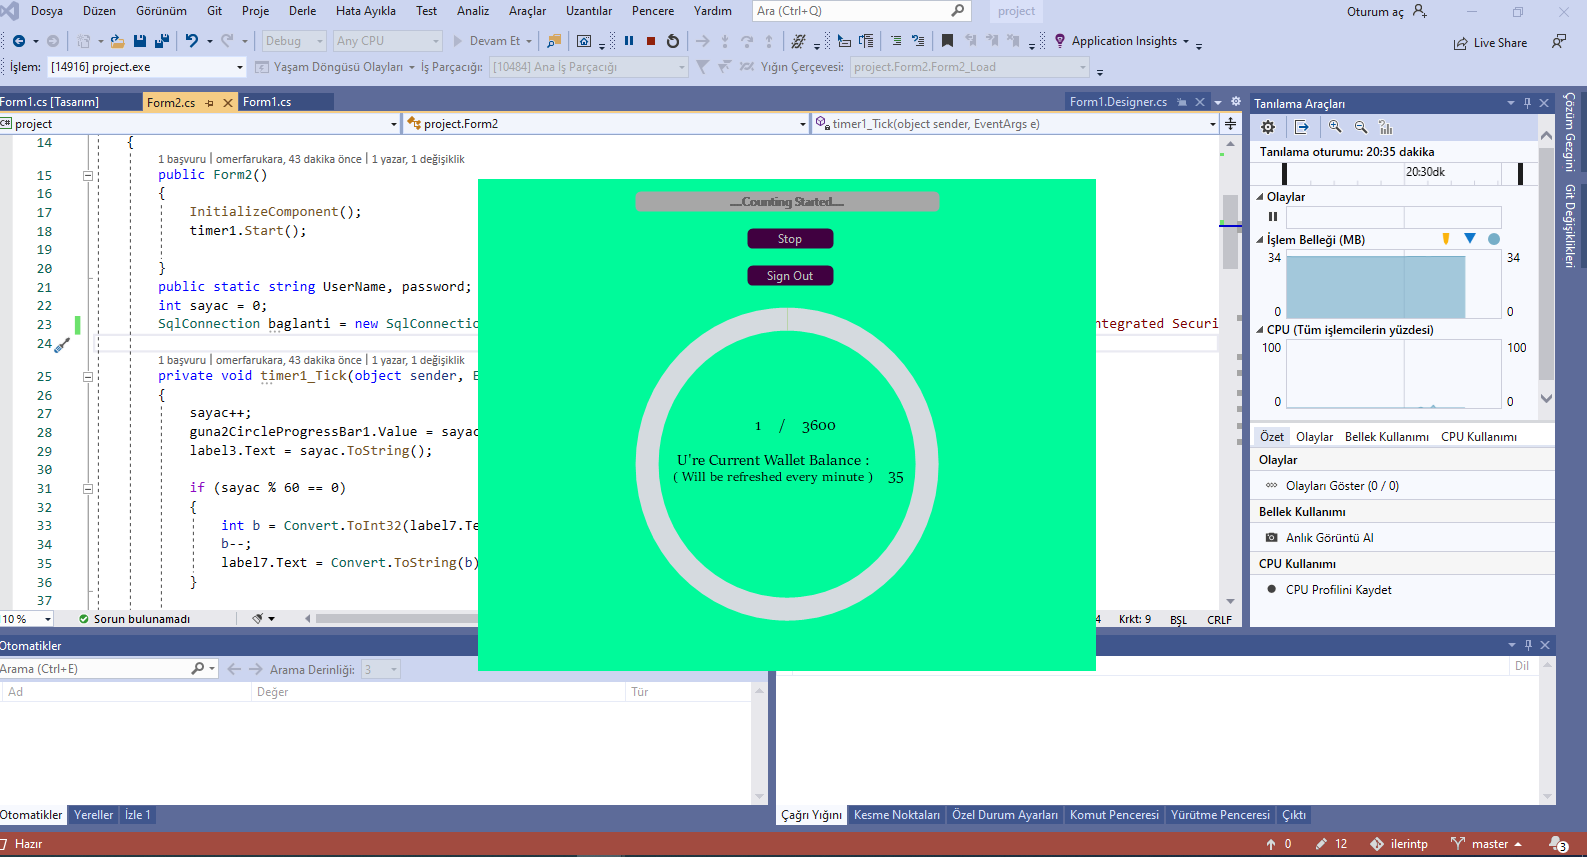 Dosya Düzen Görünüm Git Proje Derle Hata Ayıkla Test Analiz Araçlar Uzantılar Pencere Yardım Ara (Ctrl+Q) project Oturum aç
Debug Any CPU Devam Et Application Insights Live Share
İşlem: [14916] project.exe Yaşam Döngüsü Olayları İş Parçacığı: [10484] Ana İş Parçacığı Yığın Çerçevesi: project.Form2.Form2_Load
Form1.cs [Tasarım] Form2.cs Form1.cs Form1.Designer.cs
C# project project.Form2 timer1_Tick(object sender, EventArgs e)
14 {
1 başvuru | omerfarukara, 43 dakika önce | 1 yazar, 1 değişiklik
15 public Form2()
16 {
17 InitializeComponent();
18 timer1.Start();
19
20 }
21 public static string UserName, password;
22 int sayac = 0;
23 SqlConnection baglanti = new SqlConnectio ntegrated Securi
24
1 başvuru | omerfarukara, 43 dakika önce | 1 yazar, 1 değişiklik
25 private void timer1_Tick(object sender, E
26 {
27 sayac++;
28 guna2CircleProgressBar1.Value = sayac
29 label3.Text = sayac.ToString();
30
31 if (sayac % 60 == 0)
32 {
33 int b = Convert.ToInt32(label7.Te
34 b--;
35 label7.Text = Convert.ToString(b)
36 }
37
10 % Sorun bulunamadı 4 Krkt: 9 BŞL CRLF
....Counting Started....
Stop
Sign Out
1 / 3600
U're Current Wallet Balance :
( Will be refreshed every minute ) 35
Tanılama Araçları
Tanılama oturumu: 20:35 dakika
20:30dk
Olaylar
İşlem Belleği (MB)
34 34
0 0
CPU (Tüm işlemcilerin yüzdesi)
100 100
0 0
Özet Olaylar Bellek Kullanımı CPU Kullanımı
Olaylar
Olayları Göster (0 / 0)
Bellek Kullanımı
Anlık Görüntü Al
CPU Kullanımı
CPU Profilini Kaydet
Çözüm Gezgini
Git Değişiklikleri
Otomatikler
Arama (Ctrl+E) Arama Derinliği: 3
Ad Değer Tür
Dil
Otomatikler Yereller İzle 1
Çağrı Yığını Kesme Noktaları Özel Durum Ayarları Komut Penceresi Yürütme Penceresi Çıktı
Hazır 0 12 ilerintp master 3